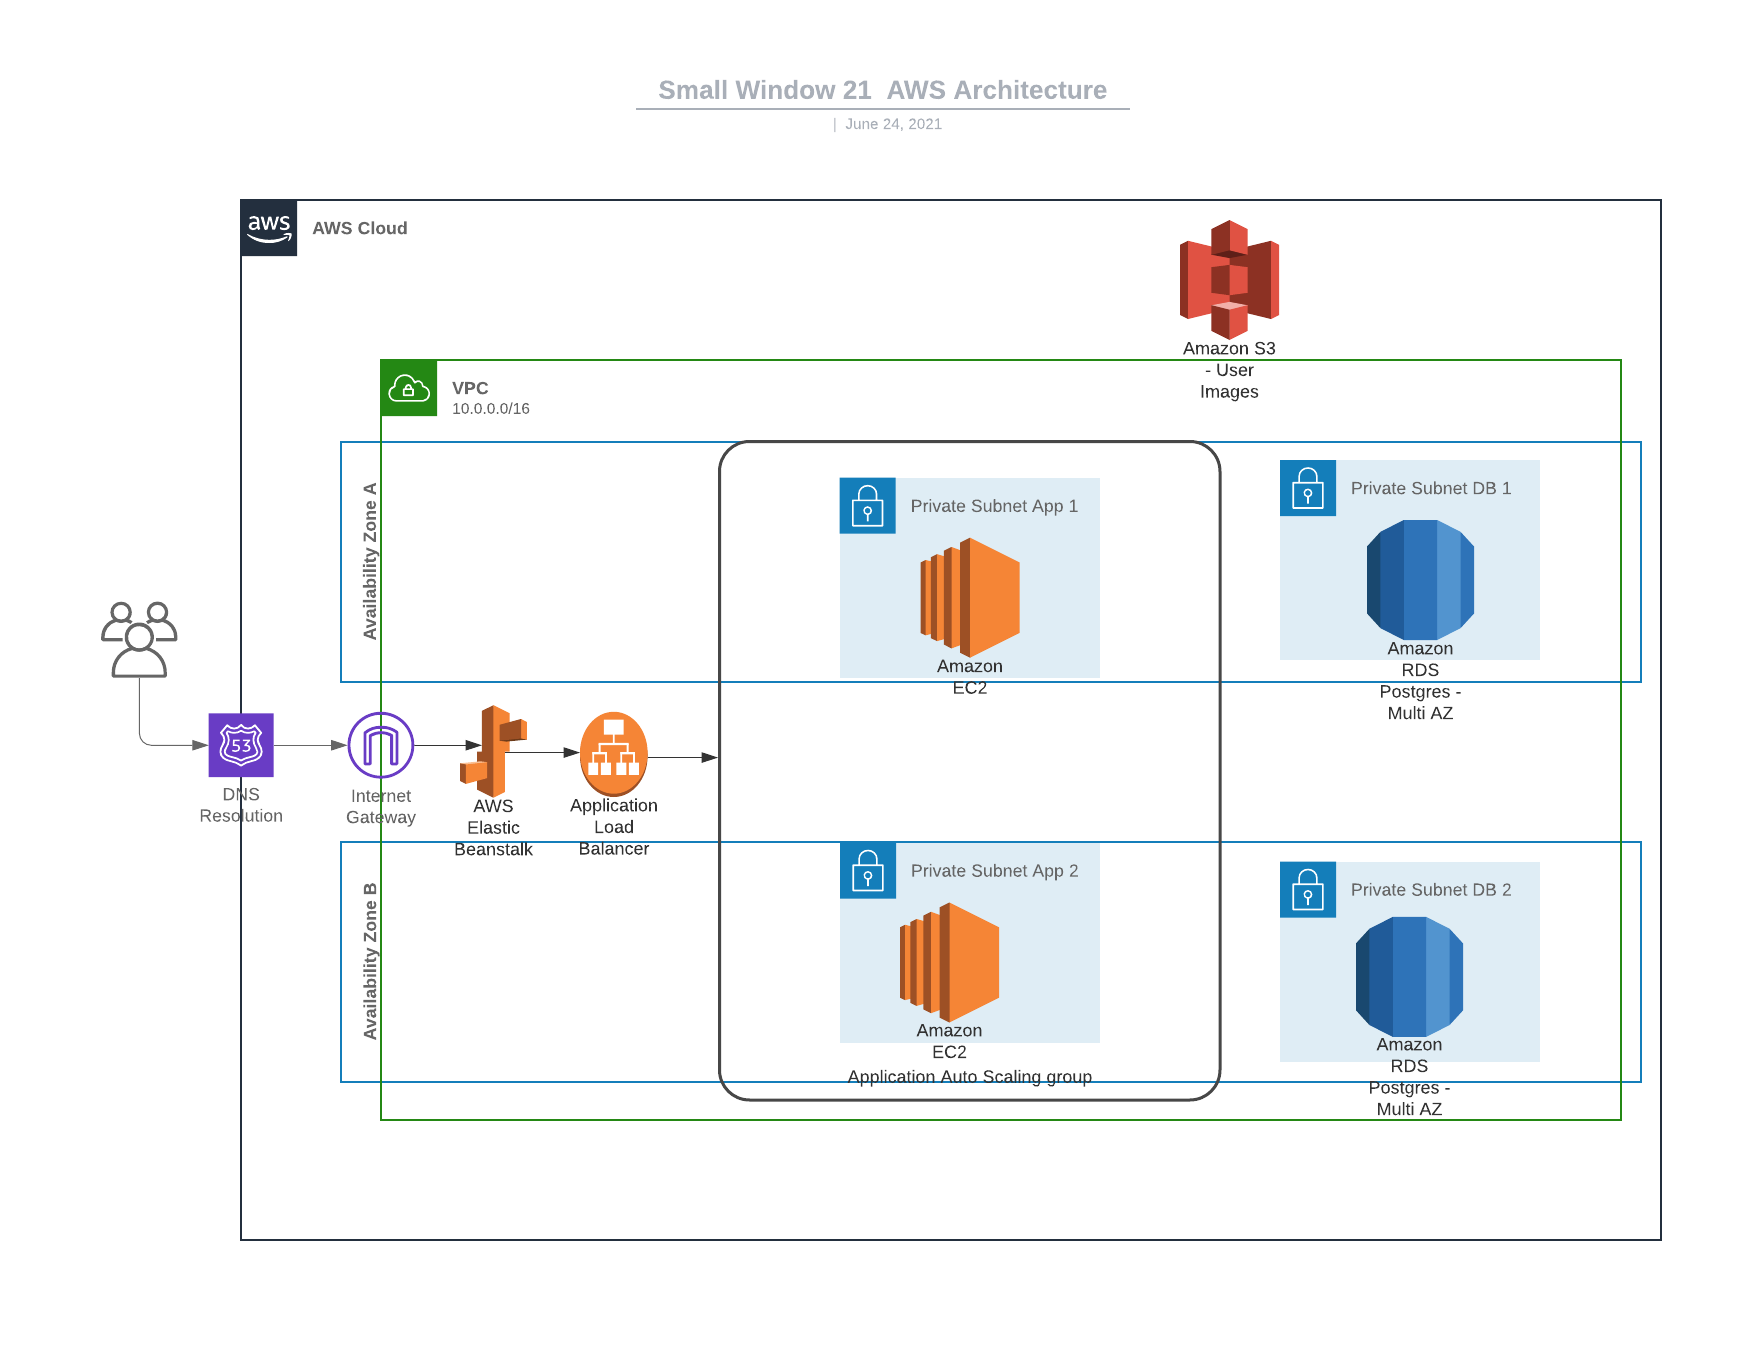 Small Window 21  AWS Architecture
| June 24, 2021
aws
AWS Cloud
Amazon S3
- User
Images
VPC
10.0.0.0/16
Availability Zone A
Private Subnet App 1
Amazon
EC2
Private Subnet DB 1
Amazon
RDS
Postgres -
Multi AZ
53
DNS
Resolution
Internet
Gateway
AWS
Elastic
Beanstalk
Application
Load
Balancer
Availability Zone B
Private Subnet App 2
Amazon
EC2
Application Auto Scaling group
Private Subnet DB 2
Amazon
RDS
Postgres -
Multi AZ